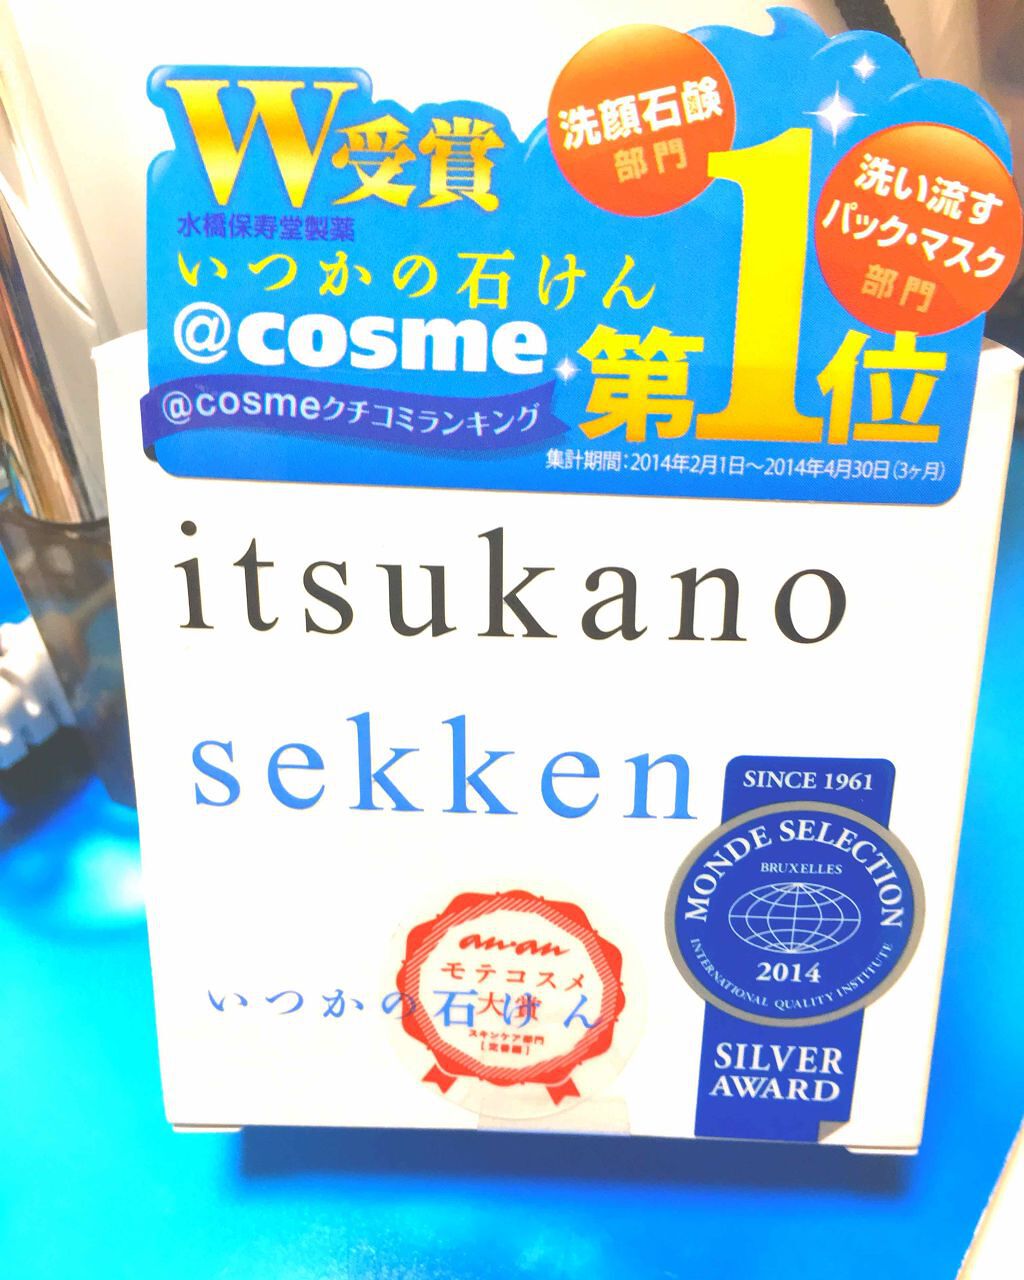 W受賞
洗顔石鹸
部門
洗い流す
パック・マスク
部門
水橋保寿堂製薬
いつかの石けん
@cosme
第1位
@cosmeクチコミランキング
集計期間：2014年2月1日～2014年4月30日（3ヶ月）
itsukano
sekken
SINCE 1961
MONDE SELECTION
BRUXELLES
2014
INTERNATIONAL QUALITY INSTITUTE
SILVER
AWARD
anan
モテコスメ
大賞
スキンケア部門
[定番編]
いつかの石けん